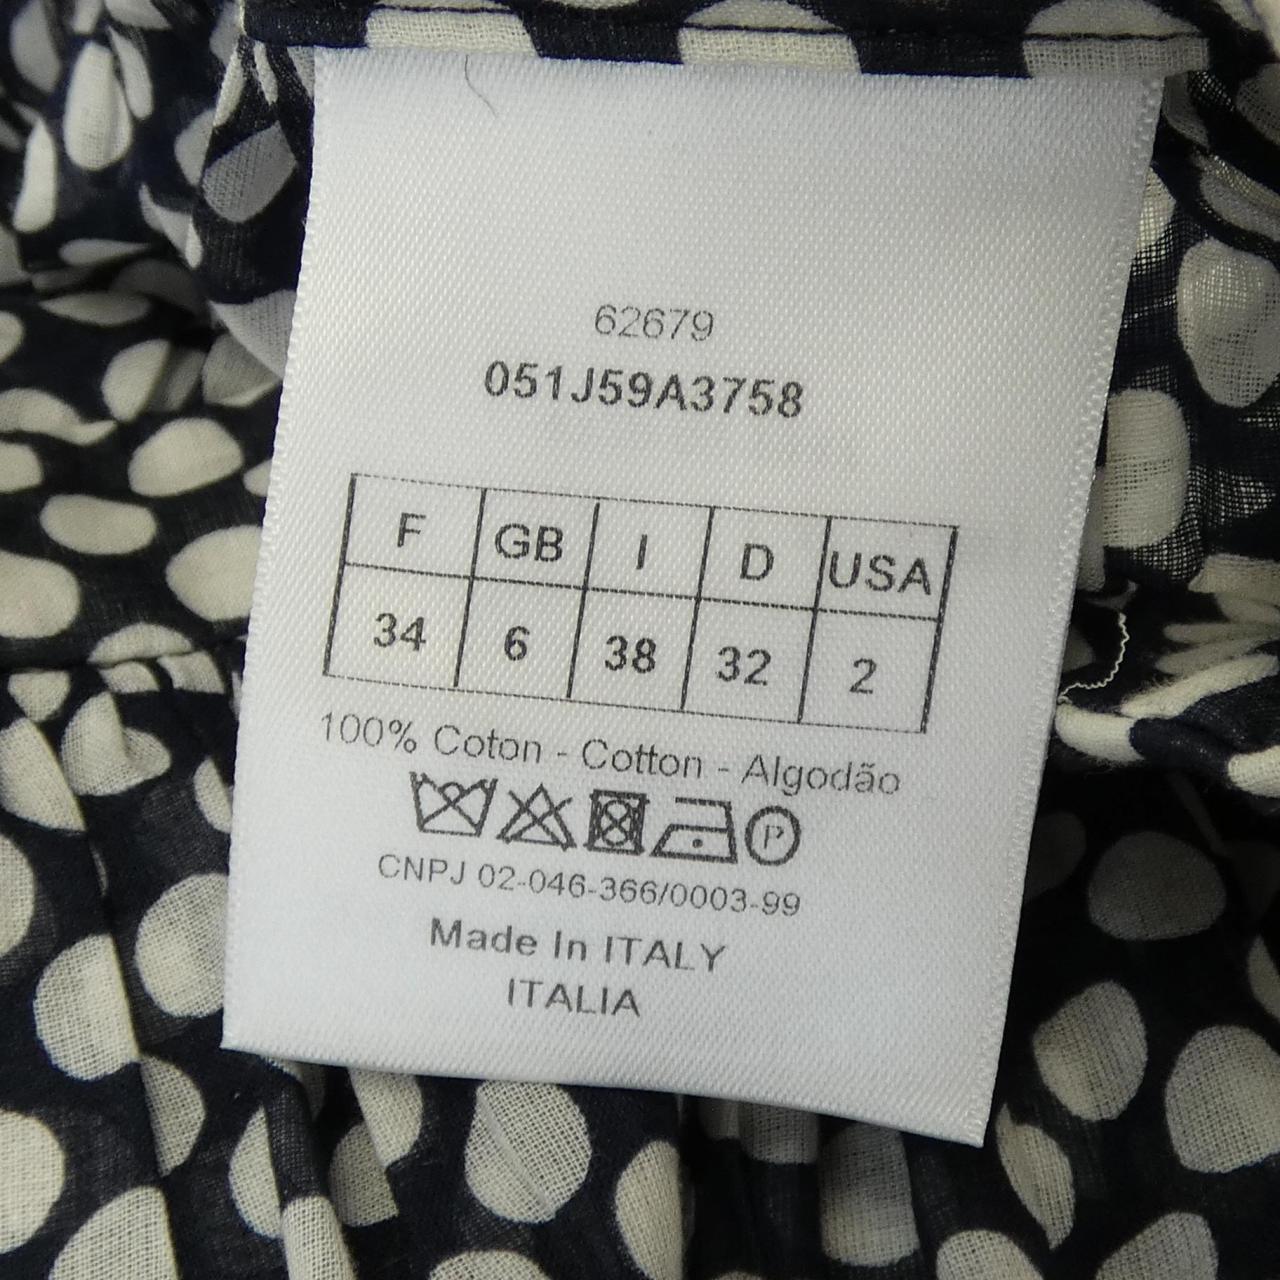 62679
051J59A3758
F GB I D USA
34 6 38 32 2
100% Coton - Cotton - Algodão
P
CNPJ 02-046-366/0003-99
Made In ITALY
ITALIA